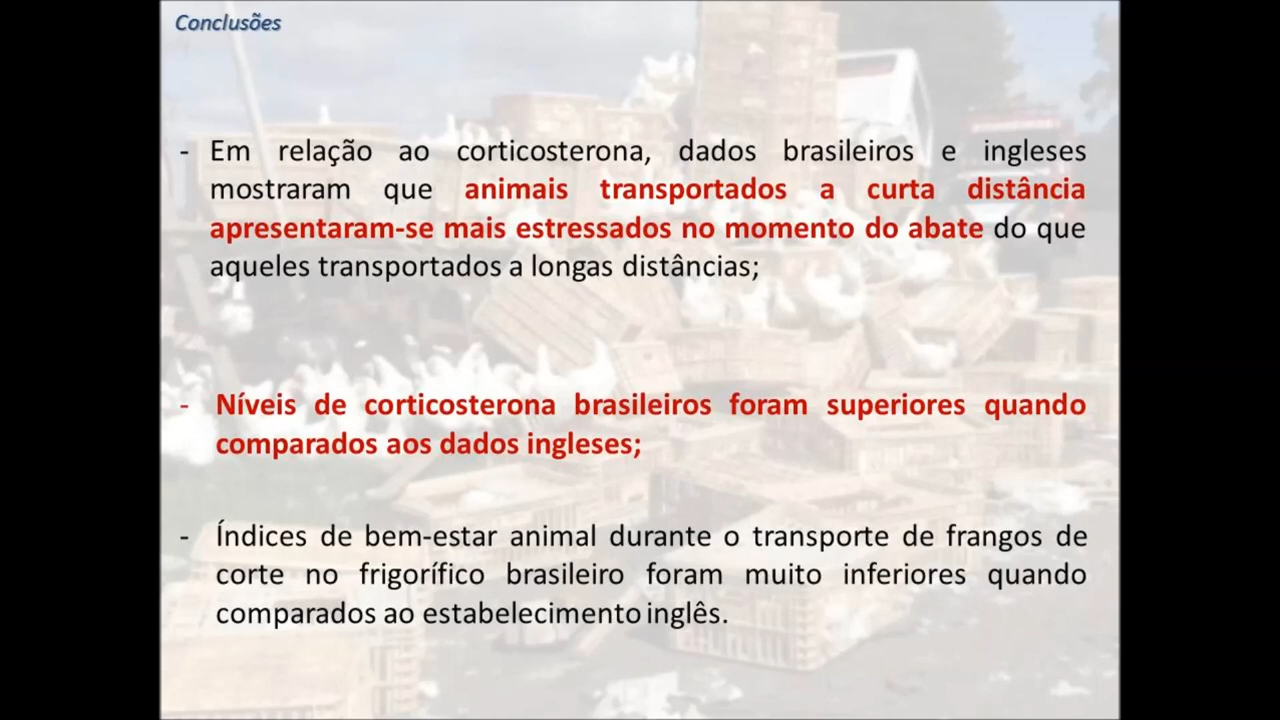 Conclusões
- Em relação ao corticosterona, dados brasileiros e ingleses
mostraram que animais transportados a curta distância
apresentaram-se mais estressados no momento do abate do que
aqueles transportados a longas distâncias;
- Níveis de corticosterona brasileiros foram superiores quando
comparados aos dados ingleses;
- Índices de bem-estar animal durante o transporte de frangos de
corte no frigorífico brasileiro foram muito inferiores quando
comparados ao estabelecimento inglês.